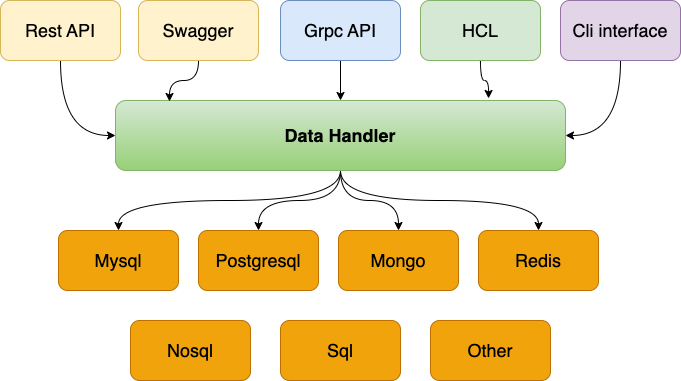 Rest API
Swagger
Grpc API
HCL
Cli interface
Data Handler
Mysql
Postgresql
Mongo
Redis
Nosql
Sql
Other